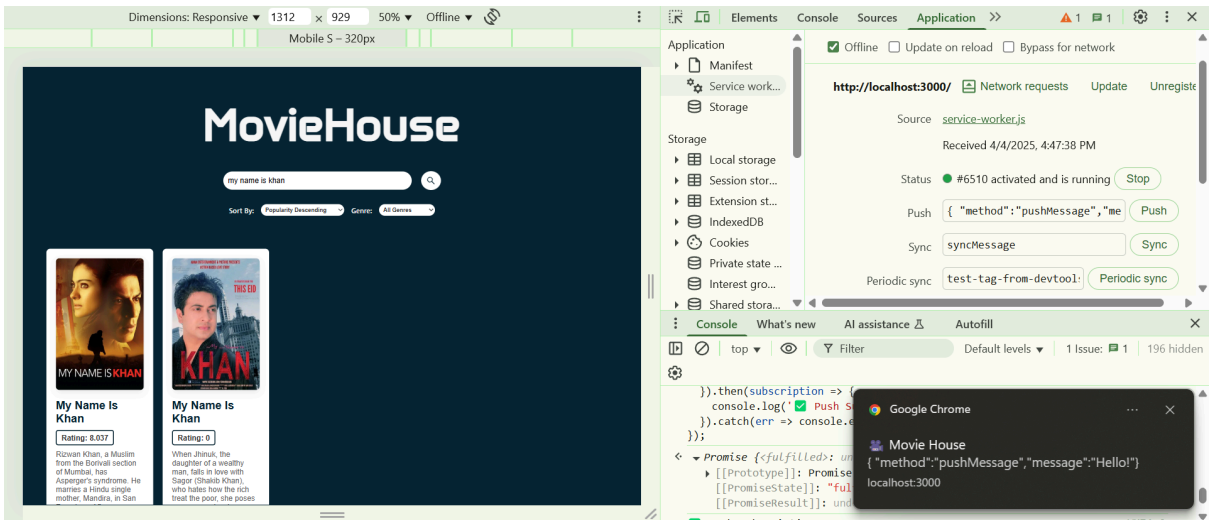 Dimensions: Responsive ▼ 1312 × 929 50% ▼ Offline ▼
Mobile S – 320px
MovieHouse
my name is khan
Sort By: Popularity Descending Genre: All Genres
MY NAME IS KHAN
My Name Is
Khan
Rating: 8.037
Rizwan Khan, a Muslim
from the Borivali section
of Mumbai, has
Asperger's syndrome. He
marries a Hindu single
mother, Mandira, in San
THIS EID
KHAN
My Name Is
Khan
Rating: 0
When Jhinuk, the
daughter of a wealthy
man, falls in love with
Sagor (Shakib Khan),
who hates how the rich
treat the poor, she poses
Elements Console Sources Application 1 1
Application
Manifest
Service work...
Storage
Storage
Local storage
Session stor...
Extension st...
IndexedDB
Cookies
Private state ...
Interest gro...
Shared stora...
Offline Update on reload Bypass for network
http://localhost:3000/ Network requests Update Unregiste
Source service-worker.js
Received 4/4/2025, 4:47:38 PM
Status #6510 activated and is running Stop
Push { "method":"pushMessage","me Push
Sync syncMessage Sync
Periodic sync test-tag-from-devtool: Periodic sync
Console What's new AI assistance Autofill
top ▼ Filter Default levels ▼ 1 Issue: 1 196 hidden
}).then(subscription => {
console.log('✅ Push S
}).catch(err => console.e
});
Promise {<fulfilled>: un
[[Prototype]]: Promise
[[PromiseState]]: "ful
[[PromiseResult]]: und
Google Chrome
🎥 Movie House
{ "method":"pushMessage","message":"Hello!"}
localhost:3000